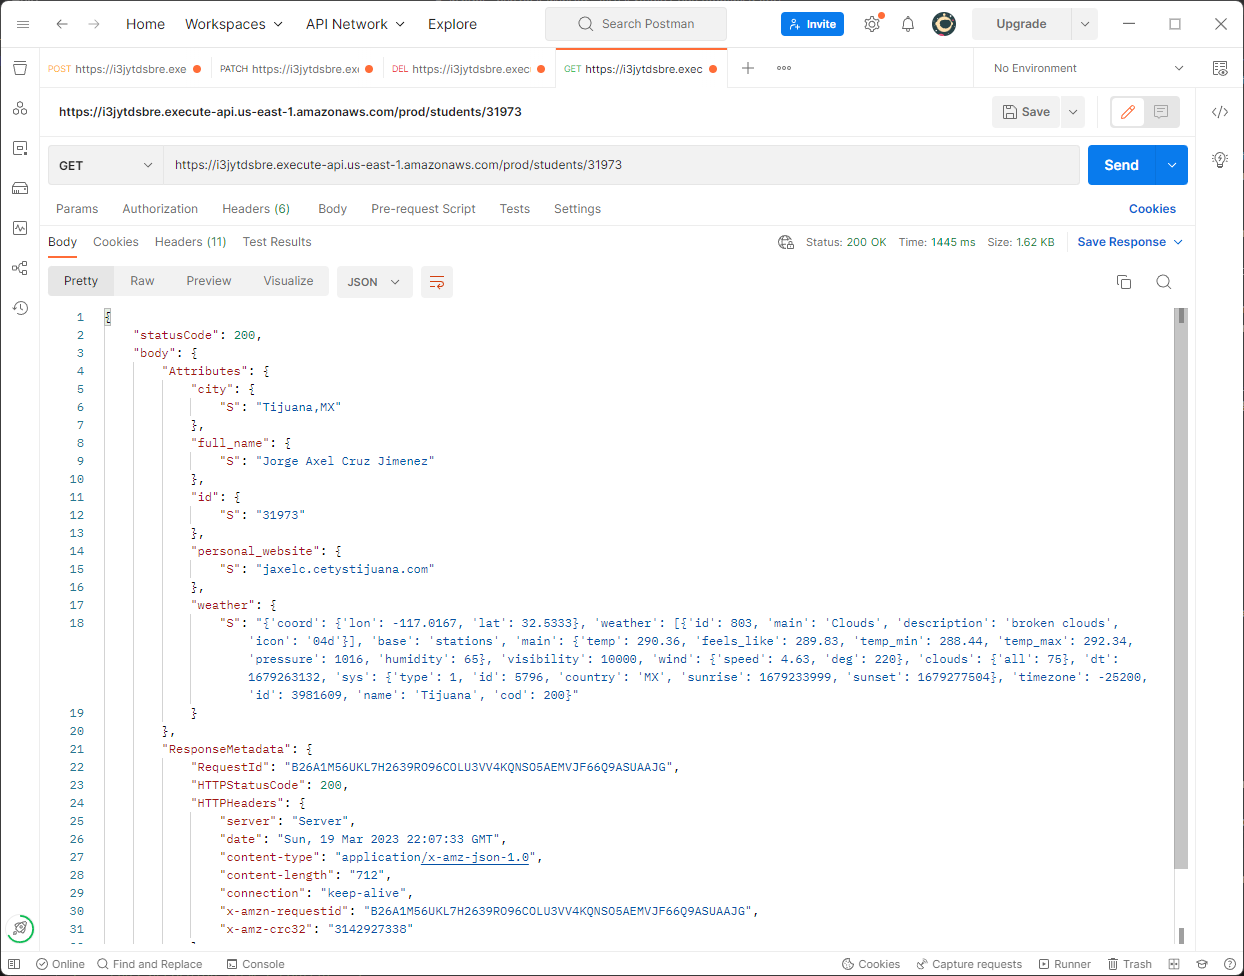 Home Workspaces API Network Explore Search Postman Invite Upgrade
POST https://i3jytdsbre.exe PATCH https://i3jytdsbre.ex DEL https://i3jytdsbre.exec GET https://i3jytdsbre.exec No Environment
https://i3jytdsbre.execute-api.us-east-1.amazonaws.com/prod/students/31973 Save
GET https://i3jytdsbre.execute-api.us-east-1.amazonaws.com/prod/students/31973 Send
Params Authorization Headers (6) Body Pre-request Script Tests Settings Cookies
Body Cookies Headers (11) Test Results Status: 200 OK Time: 1445 ms Size: 1.62 KB Save Response
Pretty Raw Preview Visualize JSON
1 {
2 "statusCode": 200,
3 "body": {
4 "Attributes": {
5 "city": {
6 "S": "Tijuana,MX"
7 },
8 "full_name": {
9 "S": "Jorge Axel Cruz Jimenez"
10 },
11 "id": {
12 "S": "31973"
13 },
14 "personal_website": {
15 "S": "jaxelc.cetystijuana.com"
16 },
17 "weather": {
18 "S": "{'coord': {'lon': -117.0167, 'lat': 32.5333}, 'weather': [{'id': 803, 'main': 'Clouds', 'description': 'broken clouds',
'icon': '04d'}], 'base': 'stations', 'main': {'temp': 290.36, 'feels_like': 289.83, 'temp_min': 288.44, 'temp_max': 292.34,
'pressure': 1016, 'humidity': 65}, 'visibility': 10000, 'wind': {'speed': 4.63, 'deg': 220}, 'clouds': {'all': 75}, 'dt':
1679263132, 'sys': {'type': 1, 'id': 5796, 'country': 'MX', 'sunrise': 1679233999, 'sunset': 1679277504}, 'timezone': -25200,
'id': 3981609, 'name': 'Tijuana', 'cod': 200}"
19 }
20 },
21 "ResponseMetadata": {
22 "RequestId": "B26A1M56UKL7H2639RO96COLU3VV4KQNSO5AEMVJF66Q9ASUAAJG",
23 "HTTPStatusCode": 200,
24 "HTTPHeaders": {
25 "server": "Server",
26 "date": "Sun, 19 Mar 2023 22:07:33 GMT",
27 "content-type": "application/x-amz-json-1.0",
28 "content-length": "712",
29 "connection": "keep-alive",
30 "x-amzn-requestid": "B26A1M56UKL7H2639RO96COLU3VV4KQNSO5AEMVJF66Q9ASUAAJG",
31 "x-amz-crc32": "3142927338"
Online Find and Replace Console Cookies Capture requests Runner Trash